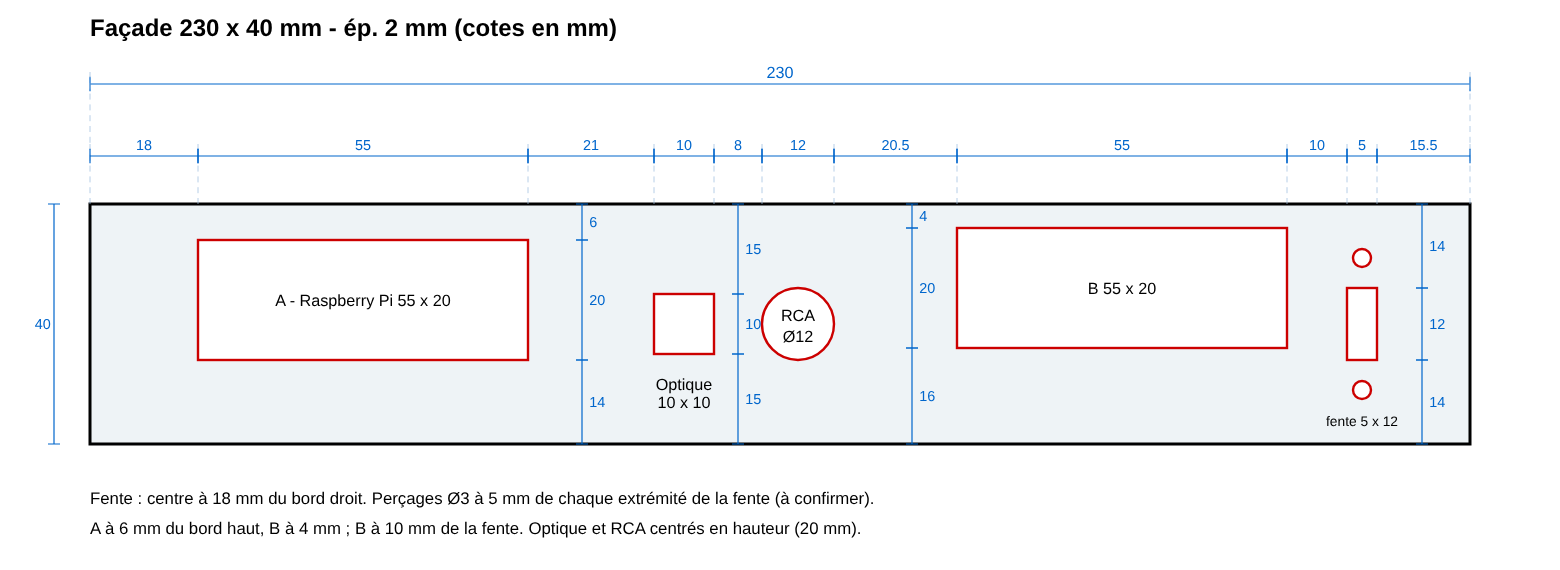 Façade 230 x 40 mm - ép. 2 mm (cotes en mm)
230
18 55 21 10 8 12 20.5 55 10 5 15.5
6
4
15
14
A - Raspberry Pi 55 x 20
20
B 55 x 20
20
40
10
RCA
Ø12
12
Optique
10 x 10
14
15
16
14
fente 5 x 12
Fente : centre à 18 mm du bord droit. Perçages Ø3 à 5 mm de chaque extrémité de la fente (à confirmer).
A à 6 mm du bord haut, B à 4 mm ; B à 10 mm de la fente. Optique et RCA centrés en hauteur (20 mm).